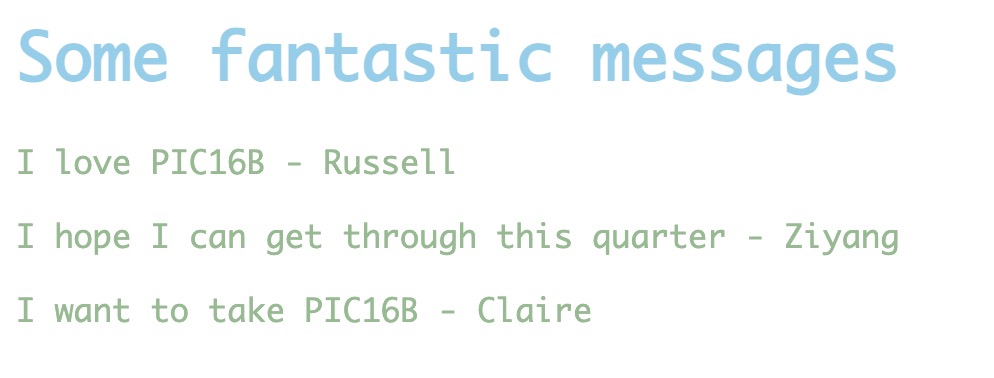 Some fantastic messages
I love PIC16B - Russell
I hope I can get through this quarter - Ziyang
I want to take PIC16B - Claire